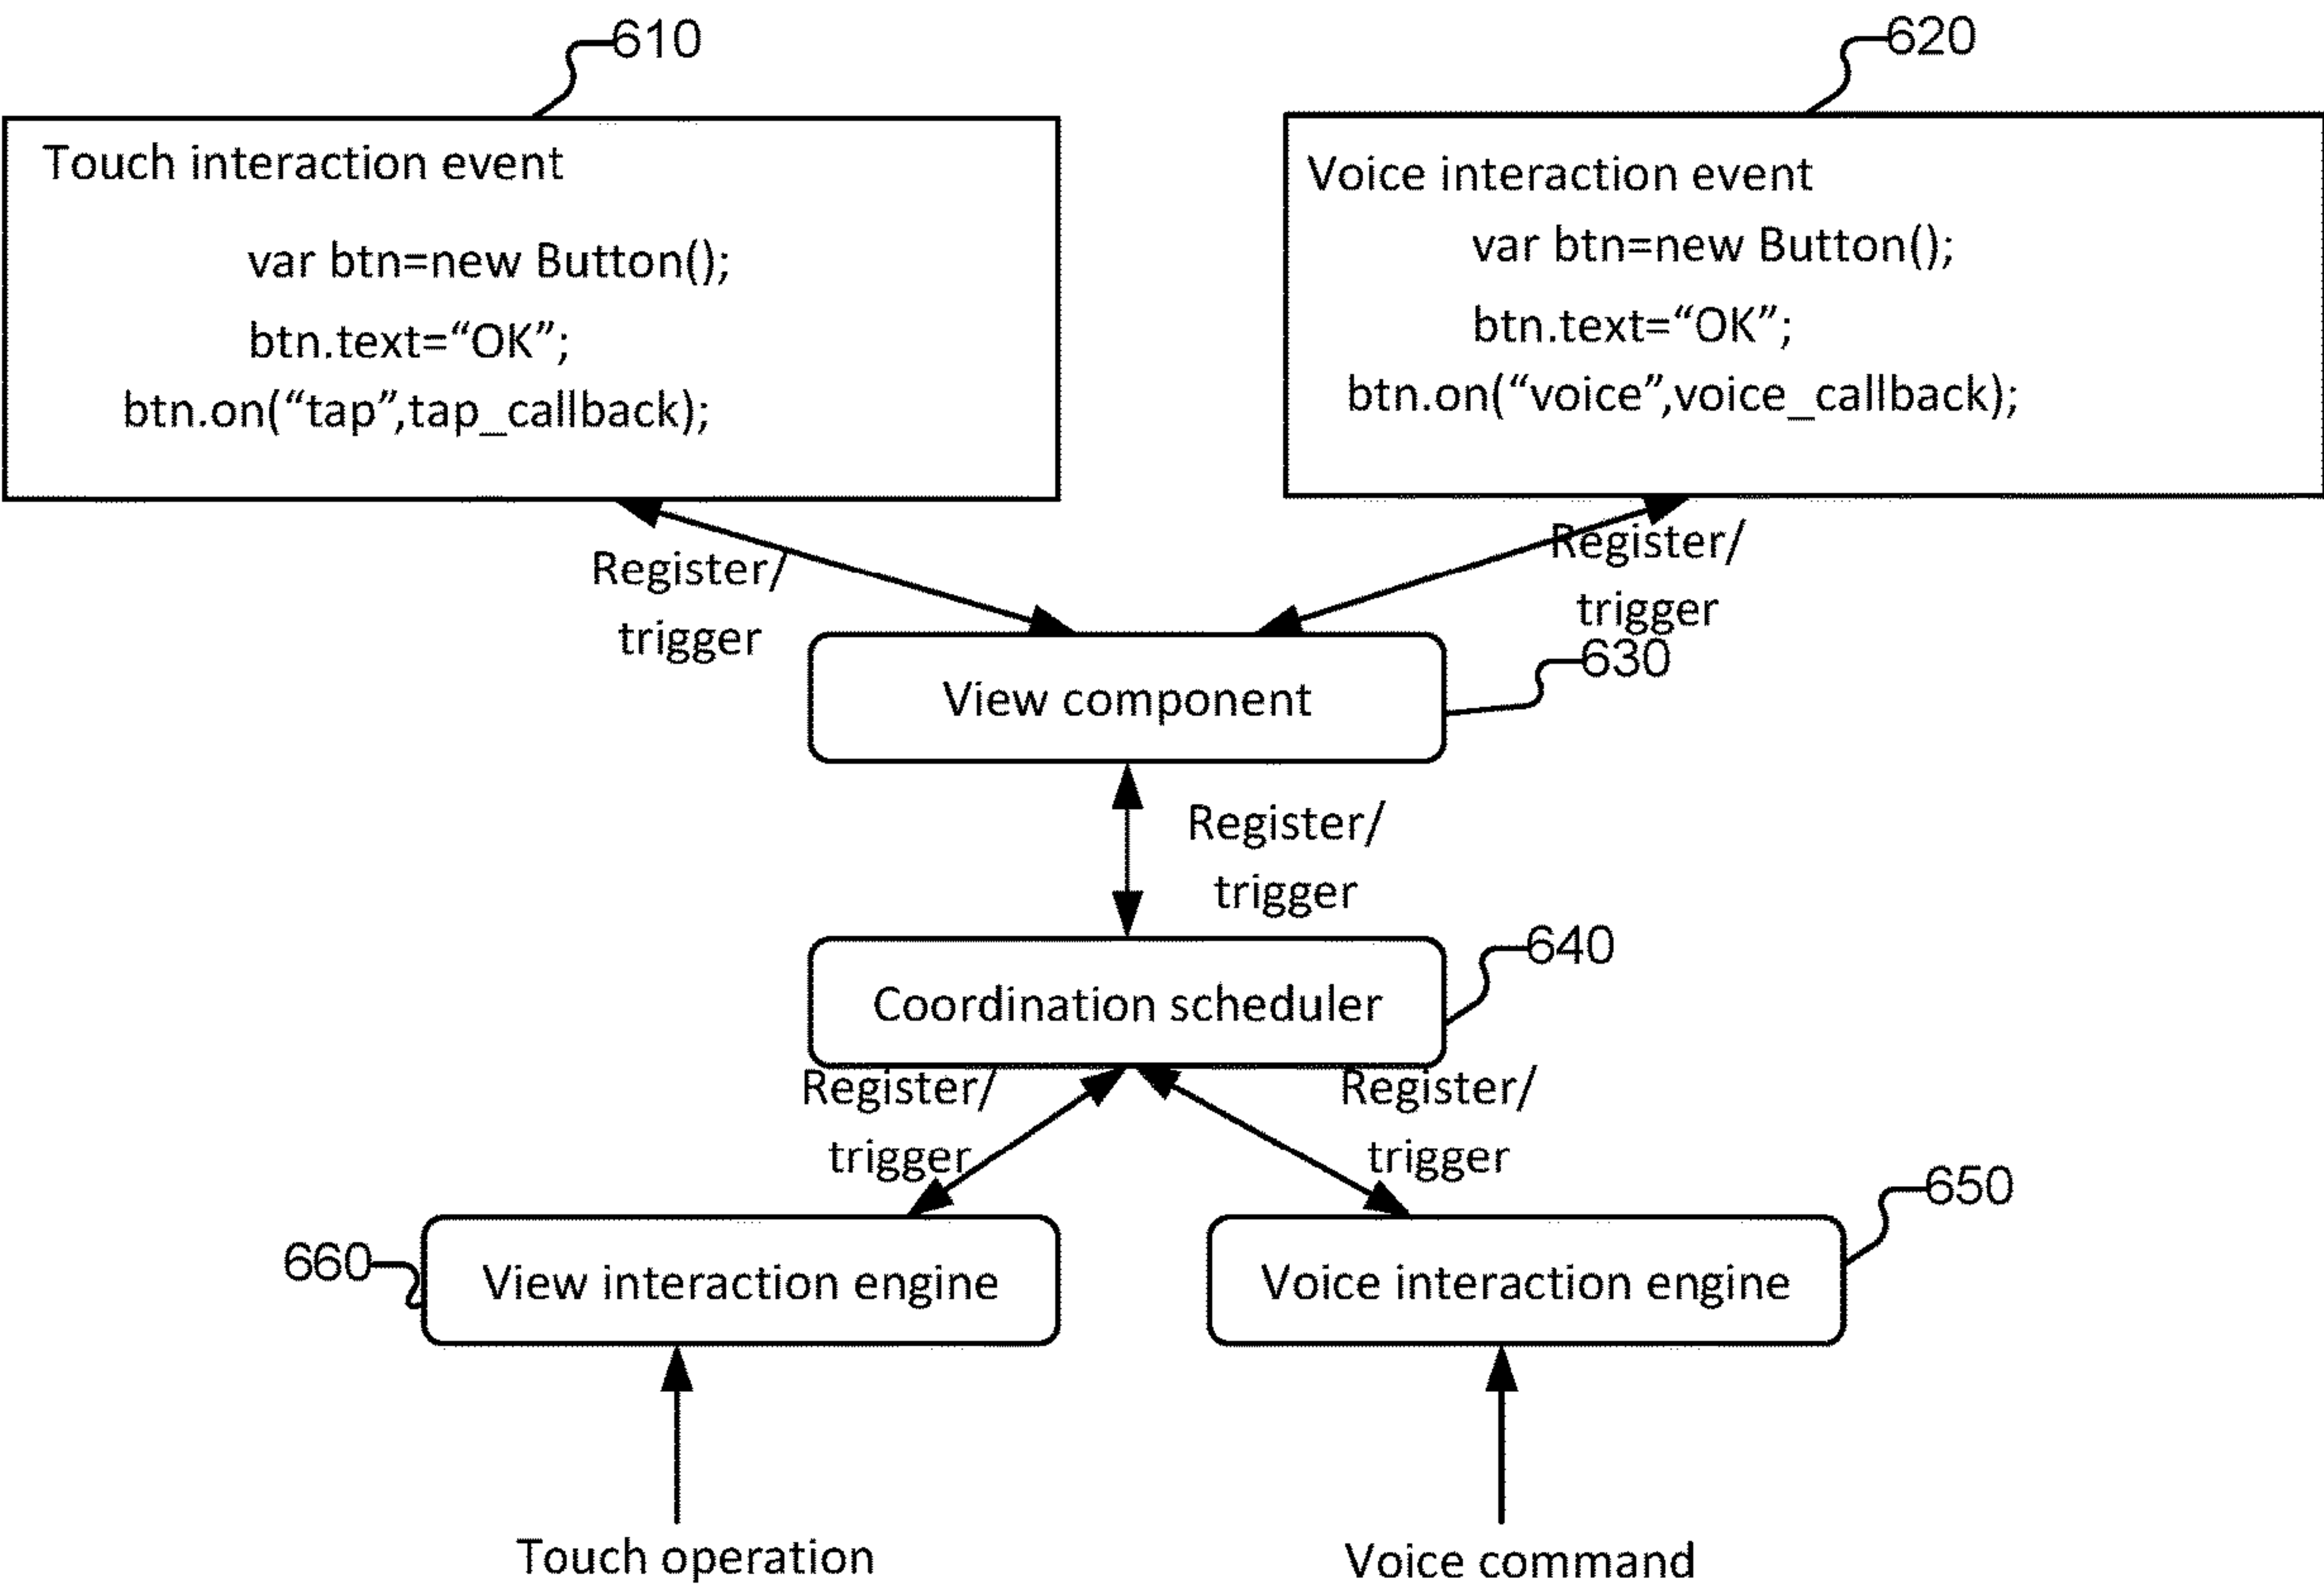 610
620
Touch interaction event
var btn=new Button();
btn.text=“OK”;
btn.on(“tap”,tap_callback);
Voice interaction event
var btn=new Button();
btn.text=“OK”;
btn.on(“voice”,voice_callback);
Register/
trigger
Register/
trigger
630
View component
Register/
trigger
640
Coordination scheduler
Register/
trigger
Register/
trigger
650
660
View interaction engine
Voice interaction engine
Touch operation
Voice command